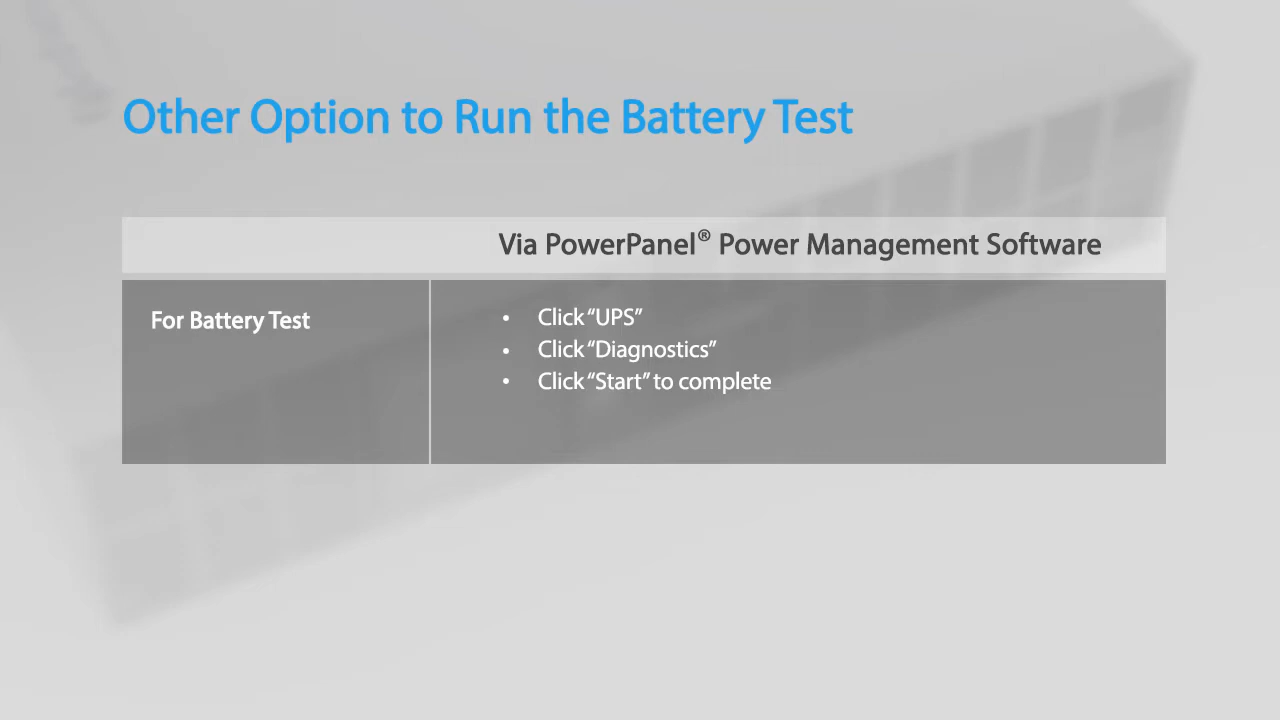 Other Option to Run the Battery Test
Via PowerPanel® Power Management Software
For Battery Test
• Click “UPS”
• Click “Diagnostics”
• Click “Start” to complete